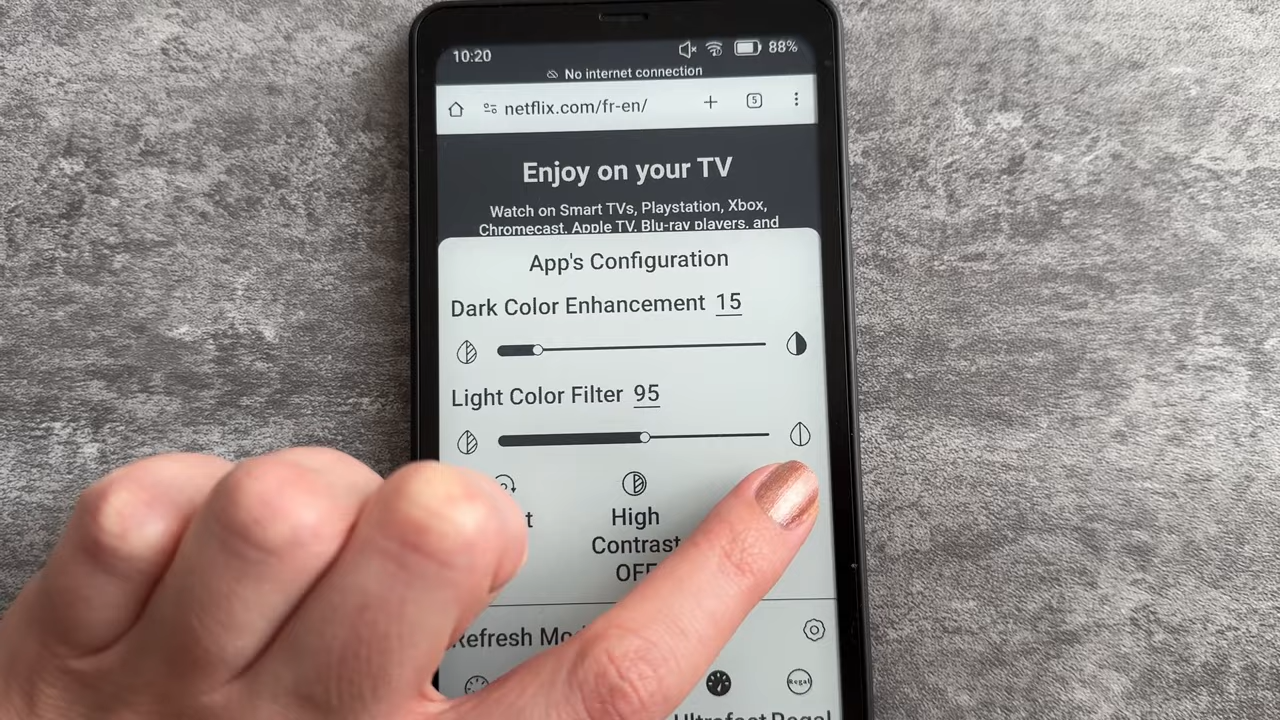 10:20
88%
No internet connection
netflix.com/fr-en/
5
Enjoy on your TV
Watch on Smart TVs, Playstation, Xbox,
Chromecast, Apple TV, Blu-ray players, and
App's Configuration
Dark Color Enhancement 15
Light Color Filter 95
High
Contrast
OFF
Refresh
Regal
Ultrafast Regal